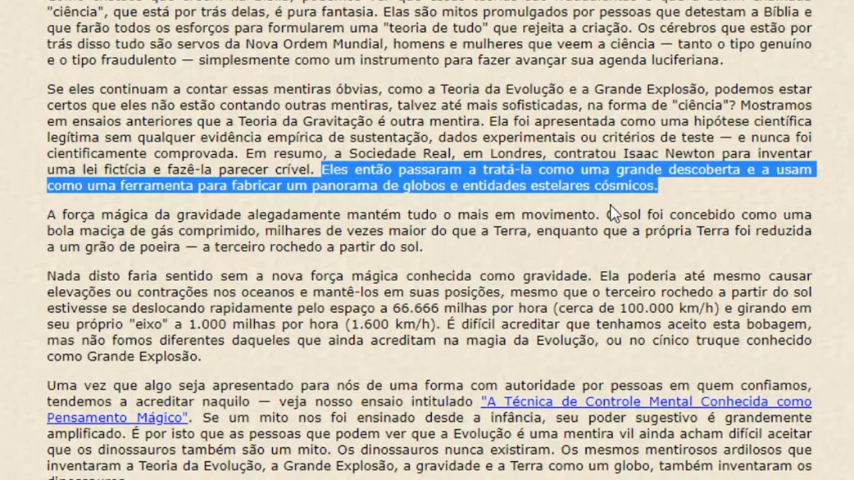 "ciência", que está por trás delas, é pura fantasia. Elas são mitos promulgados por pessoas que detestam a Bíblia e
que farão todos os esforços para formularem uma "teoria de tudo" que rejeita a criação. Os cérebros que estão por
trás disso tudo são servos da Nova Ordem Mundial, homens e mulheres que veem a ciência — tanto o tipo genuíno
e o tipo fraudulento — simplesmente como um instrumento para fazer avançar sua agenda luciferiana.
Se eles continuam a contar essas mentiras óbvias, como a Teoria da Evolução e a Grande Explosão, podemos estar
certos que eles não estão contando outras mentiras, talvez até mais sofisticadas, na forma de "ciência"? Mostramos
em ensaios anteriores que a Teoria da Gravitação é outra mentira. Ela foi apresentada como uma hipótese científica
legítima sem qualquer evidência empírica de sustentação, dados experimentais ou critérios de teste — e nunca foi
cientificamente comprovada. Em resumo, a Sociedade Real, em Londres, contratou Isaac Newton para inventar
uma lei fictícia e fazê-la parecer crível. Eles então passaram a tratá-la como uma grande descoberta e a usam
como uma ferramenta para fabricar um panorama de globos e entidades estelares cósmicos.
A força mágica da gravidade alegadamente mantém tudo o mais em movimento. O sol foi concebido como uma
bola maciça de gás comprimido, milhares de vezes maior do que a Terra, enquanto que a própria Terra foi reduzida
a um grão de poeira — a terceiro rochedo a partir do sol.
Nada disto faria sentido sem a nova força mágica conhecida como gravidade. Ela poderia até mesmo causar
elevações ou contrações nos oceanos e mantê-los em suas posições, mesmo que o terceiro rochedo a partir do sol
estivesse se deslocando rapidamente pelo espaço a 66.666 milhas por hora (cerca de 100.000 km/h) e girando em
seu próprio "eixo" a 1.000 milhas por hora (1.600 km/h). É difícil acreditar que tenhamos aceito esta bobagem,
mas não fomos diferentes daqueles que ainda acreditam na magia da Evolução, ou no cínico truque conhecido
como Grande Explosão.
Uma vez que algo seja apresentado para nós de uma forma com autoridade por pessoas em quem confiamos,
tendemos a acreditar naquilo — veja nosso ensaio intitulado "A Técnica de Controle Mental Conhecida como
Pensamento Mágico". Se um mito nos foi ensinado desde a infância, seu poder sugestivo é grandemente
amplificado. É por isto que as pessoas que podem ver que a Evolução é uma mentira vil ainda acham difícil aceitar
que os dinossauros também são um mito. Os dinossauros nunca existiram. Os mesmos mentirosos ardilosos que
inventaram a Teoria da Evolução, a Grande Explosão, a gravidade e a Terra como um globo, também inventaram os